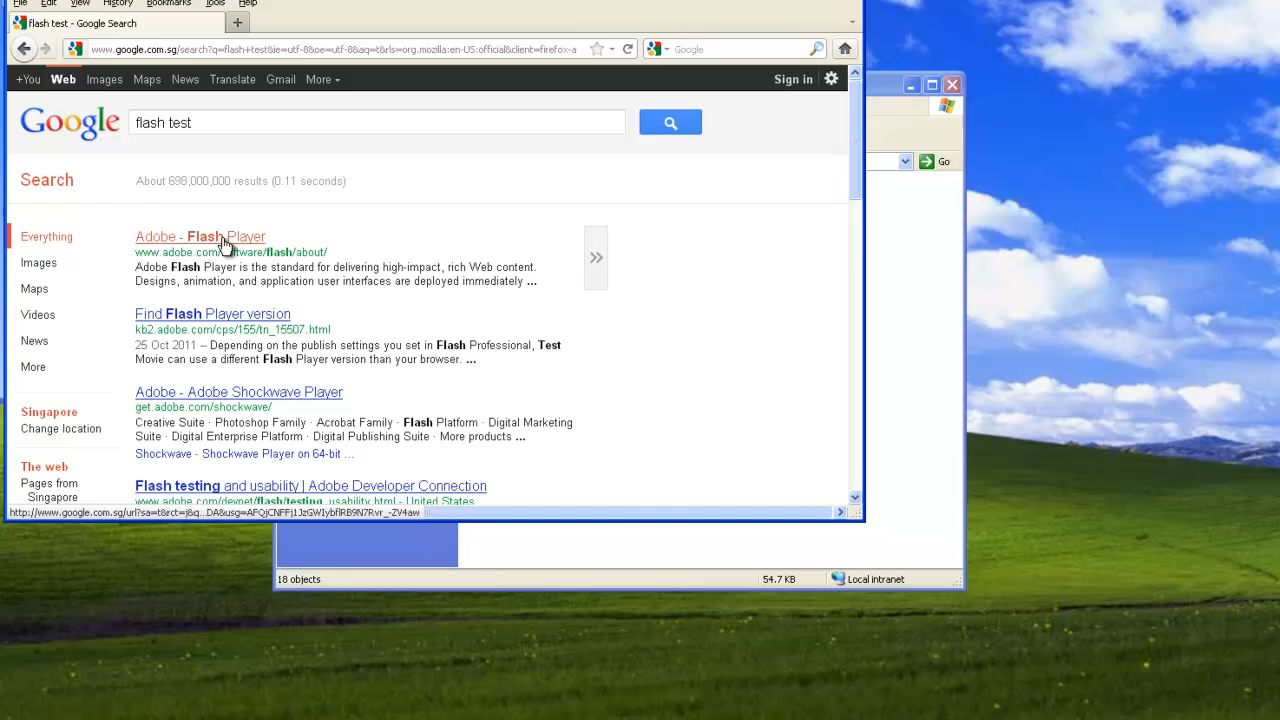 File Edit View History Bookmarks Tools Help
flash test - Google Search
www.google.com.sg/search?q=flash+test&ie=utf-8&oe=utf-8&aq=t&rls=org.mozilla:en-US:official&client=firefox-a
Google
+You Web Images Maps News Translate Gmail More Sign in
Google flash test
Search About 698,000,000 results (0.11 seconds)
Everything
Images
Maps
Videos
News
More
Singapore
Change location
The web
Pages from
Singapore
Adobe - Flash Player
www.adobe.com/software/flash/about/
Adobe Flash Player is the standard for delivering high-impact, rich Web content.
Designs, animation, and application user interfaces are deployed immediately ...
Find Flash Player version
kb2.adobe.com/cps/155/tn_15507.html
25 Oct 2011 – Depending on the publish settings you set in Flash Professional, Test
Movie can use a different Flash Player version than your browser. ...
Adobe - Adobe Shockwave Player
get.adobe.com/shockwave/
Creative Suite · Photoshop Family · Acrobat Family · Flash Platform · Digital Marketing
Suite · Digital Enterprise Platform · Digital Publishing Suite · More products ...
Shockwave - Shockwave Player on 64-bit ...
Flash testing and usability | Adobe Developer Connection
www.adobe.com/devnet/flash/testing_usability.html - United States
Go
18 objects 54.7 KB Local intranet